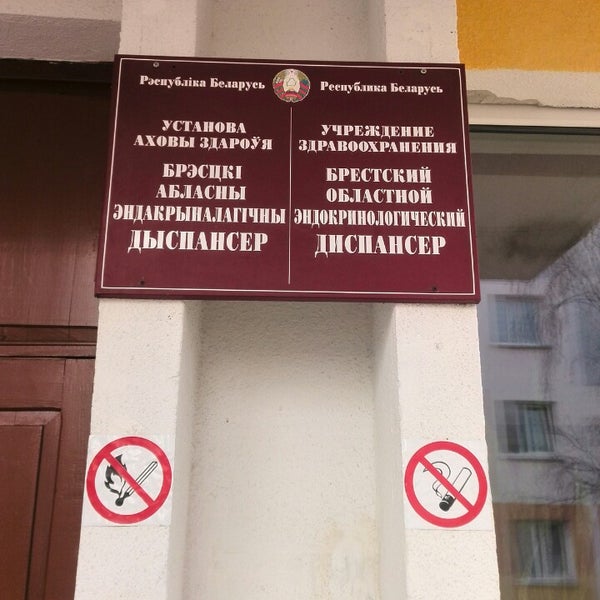 Рэспубліка Беларусь
УСТАНОВА
АХОВЫ ЗДАРОЎЯ
БРЭСЦКІ
АБЛАСНЫ
ЭНДАКРЫНАЛАГІЧНЫ
ДЫСПАНСЕР
Республика Беларусь
УЧРЕЖДЕНИЕ
ЗДРАВООХРАНЕНИЯ
БРЕСТСКИЙ
ОБЛАСТНОЙ
ЭНДОКРИНОЛОГИЧЕСКИЙ
ДИСПАНСЕР